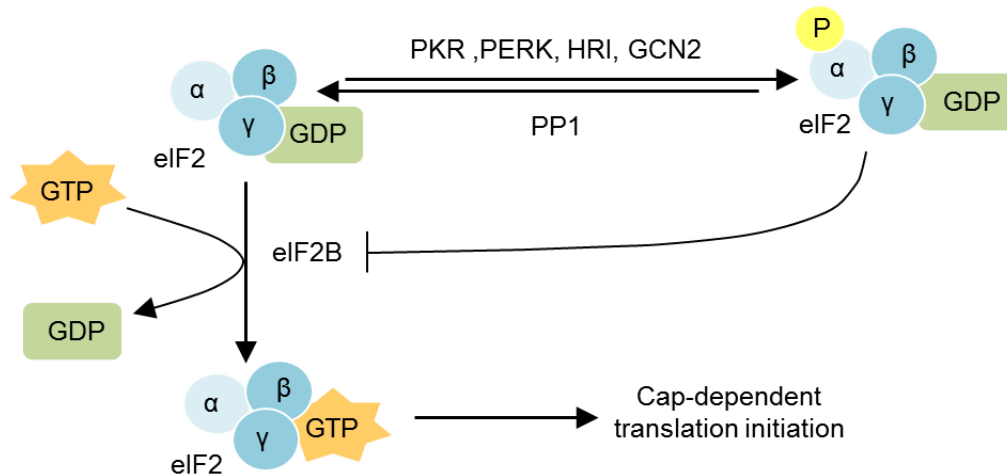 P
α
β
γ
GDP
eIF2
PKR ,PERK, HRI, GCN2
PP1
α
β
γ
GDP
eIF2
GTP
eIF2B
GDP
α
β
γ
GTP
eIF2
Cap-dependent
translation initiation